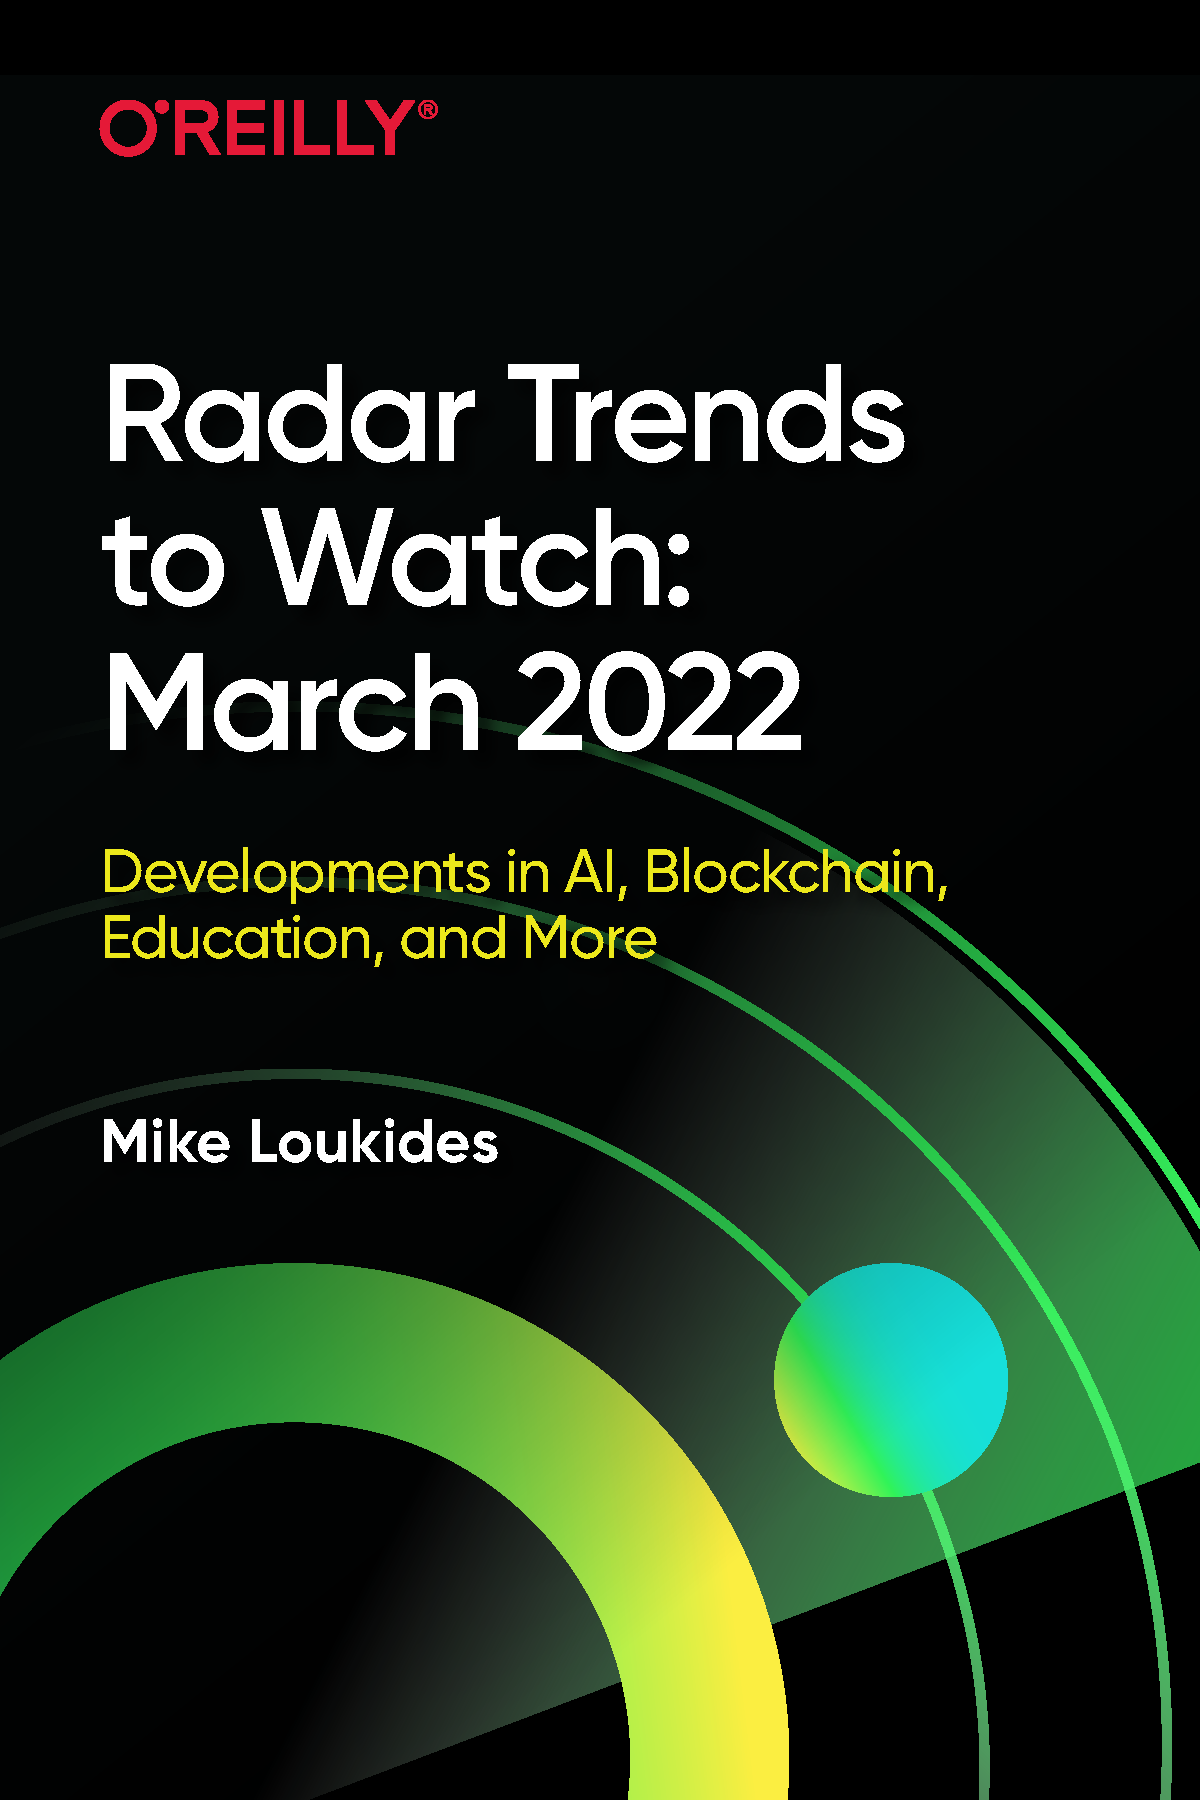 O'REILLY®
Radar Trends
to Watch:
March 2022
Developments in AI, Blockchain,
Education, and More
Mike Loukides